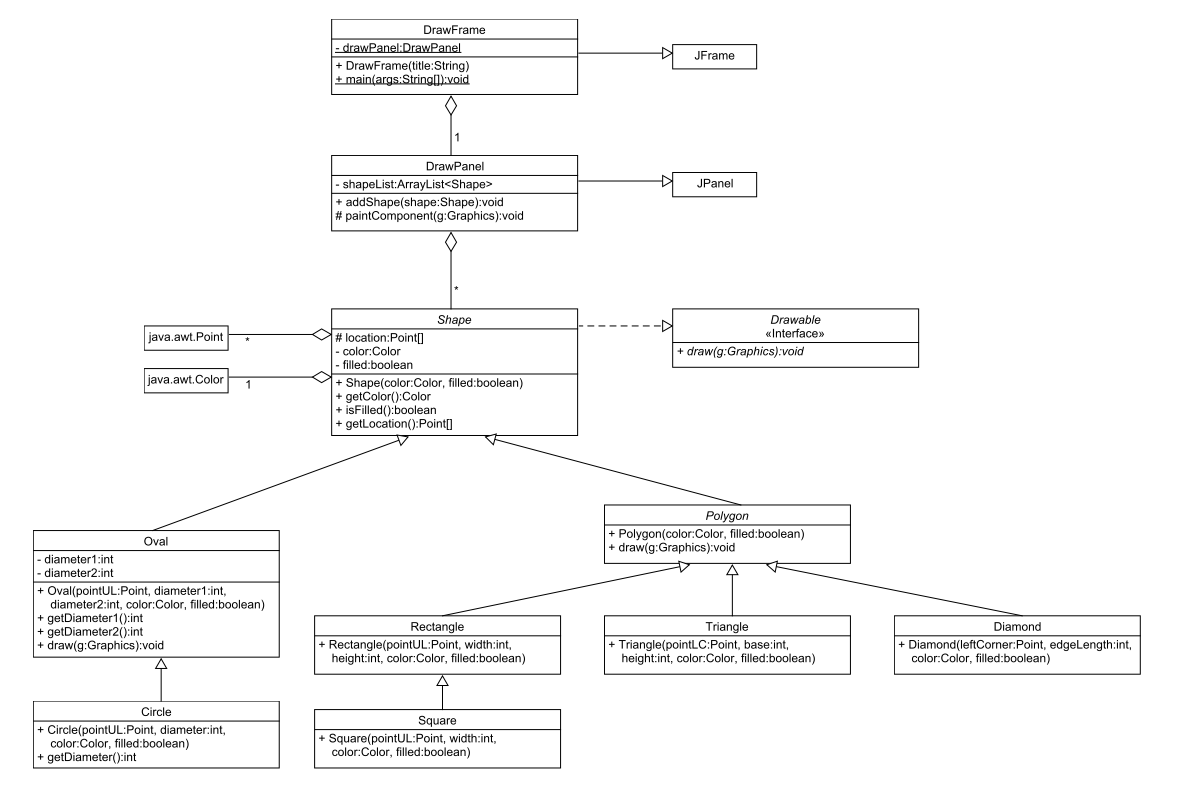 DrawFrame
- drawPanel:DrawPanel
+ DrawFrame(title:String)
+ main(args:String[]):void
JFrame
1
DrawPanel
- shapeList:ArrayList<Shape>
+ addShape(shape:Shape):void
# paintComponent(g:Graphics):void
JPanel
*
Shape
# location:Point[]
- color:Color
- filled:boolean
+ Shape(color:Color, filled:boolean)
+ getColor():Color
+ isFilled():boolean
+ getLocation():Point[]
java.awt.Point
*
java.awt.Color
1
Drawable
«Interface»
+ draw(g:Graphics):void
Oval
- diameter1:int
- diameter2:int
+ Oval(pointUL:Point, diameter1:int,
diameter2:int, color:Color, filled:boolean)
+ getDiameter1():int
+ getDiameter2():int
+ draw(g:Graphics):void
Polygon
+ Polygon(color:Color, filled:boolean)
+ draw(g:Graphics):void
Rectangle
+ Rectangle(pointUL:Point, width:int,
height:int, color:Color, filled:boolean)
Triangle
+ Triangle(pointLC:Point, base:int,
height:int, color:Color, filled:boolean)
Diamond
+ Diamond(leftCorner:Point, edgeLength:int,
color:Color, filled:boolean)
Circle
+ Circle(pointUL:Point, diameter:int,
color:Color, filled:boolean)
+ getDiameter():int
Square
+ Square(pointUL:Point, width:int,
color:Color, filled:boolean)